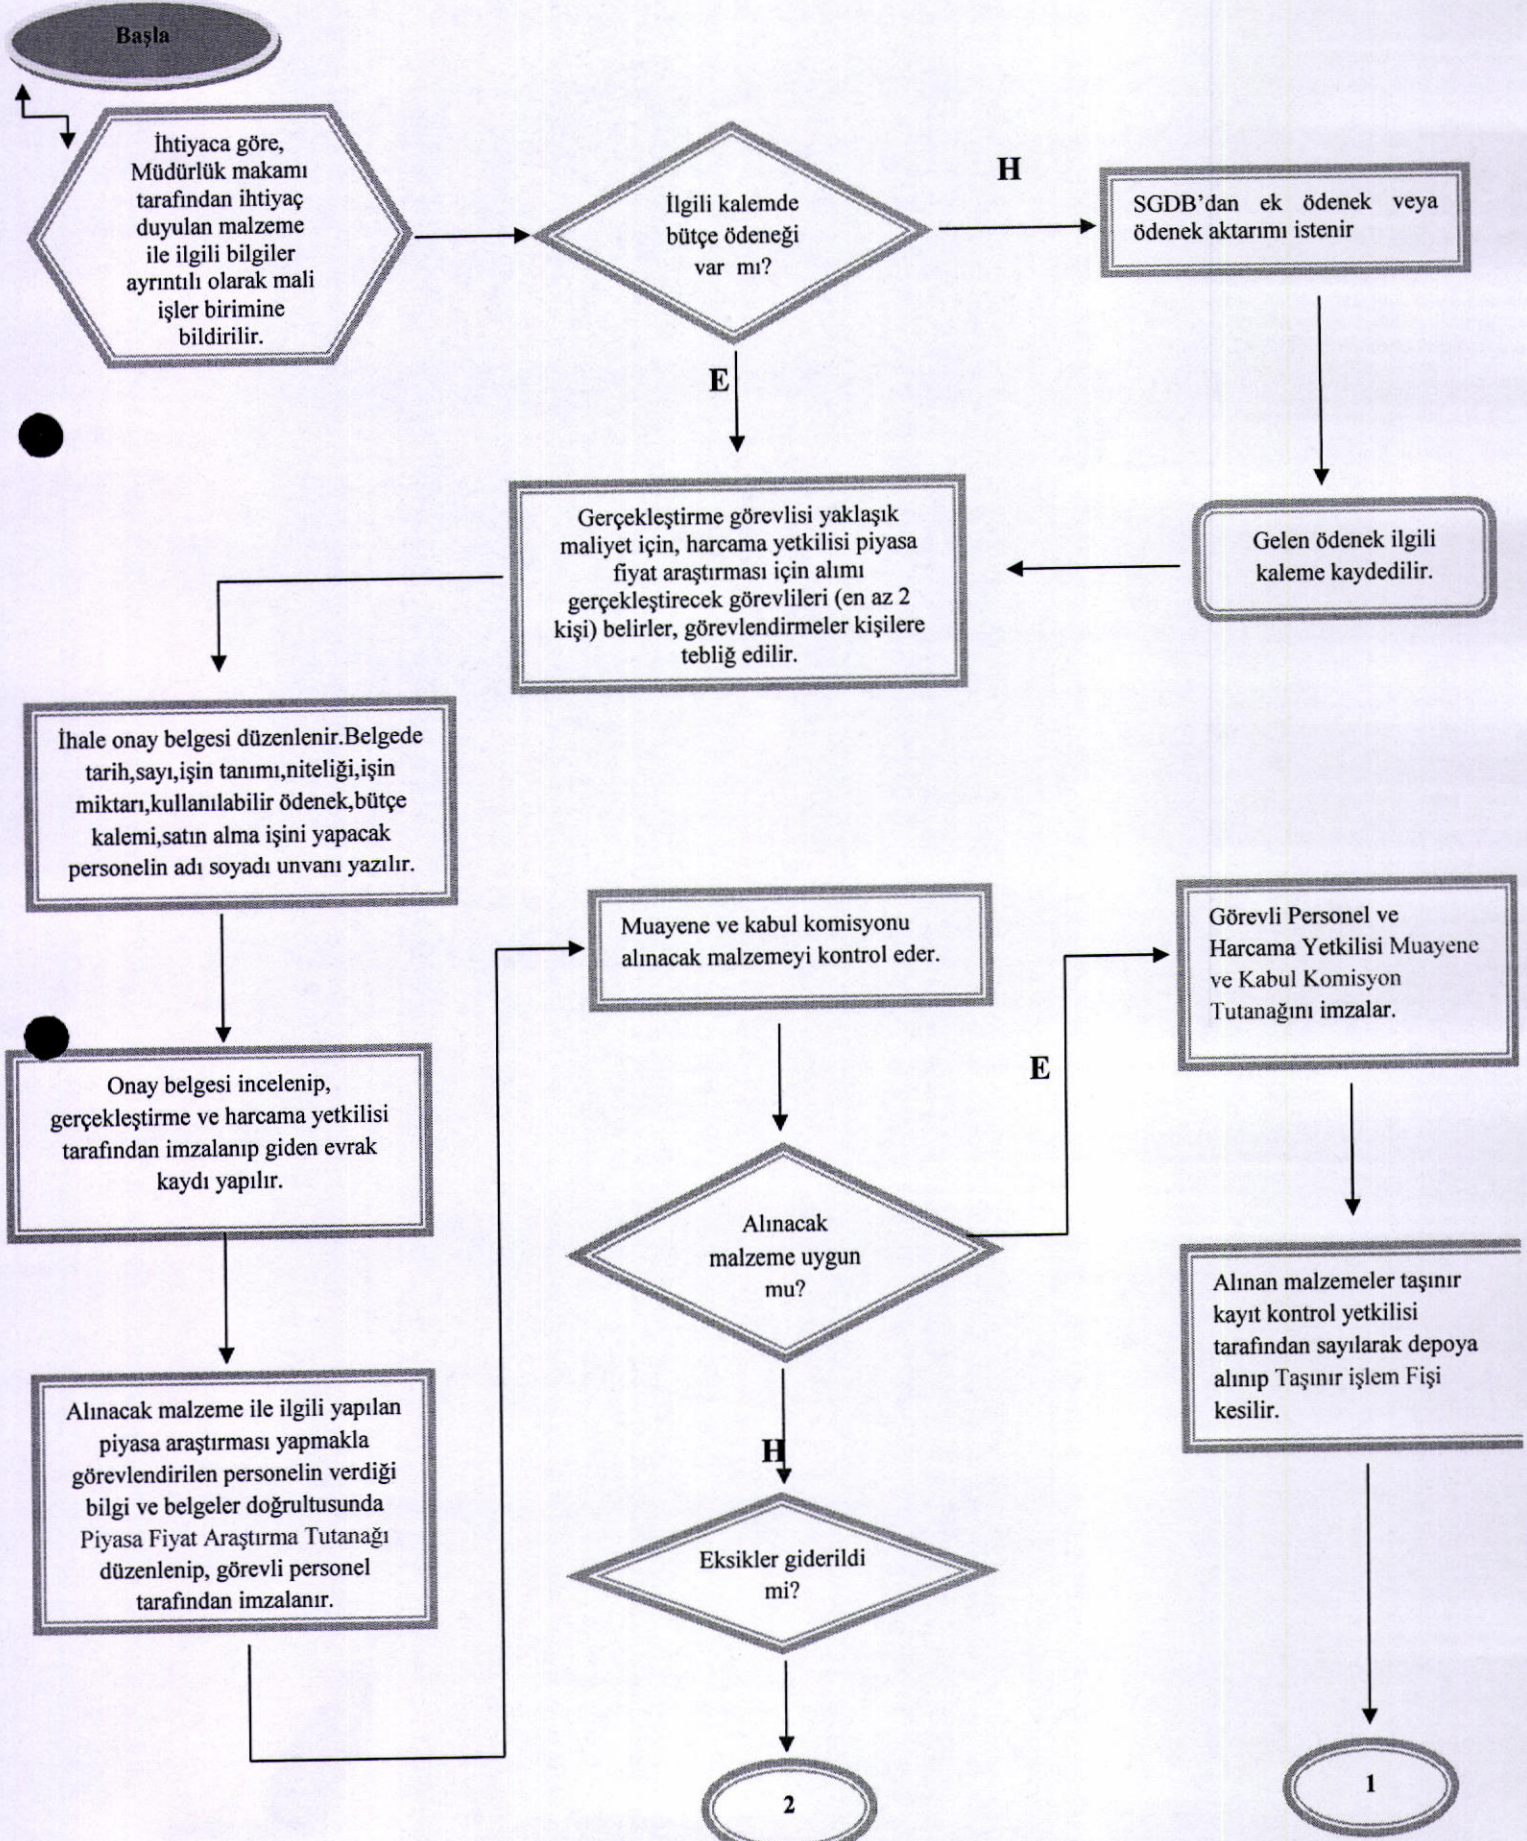 Başla
İhtiyaca göre,
Müdürlük makamı
tarafından ihtiyaç
duyulan malzeme
ile ilgili bilgiler
ayrıntılı olarak mali
işler birimine
bildirilir.
İlgili kalemde
bütçe ödeneği
var mı?
H
SGDB'dan ek ödenek veya
ödenek aktarımı istenir
E
Gelen ödenek ilgili
kaleme kaydedilir.
Gerçekleştirme görevlisi yaklaşık
maliyet için, harcama yetkilisi piyasa
fiyat araştırması için alımı
gerçekleştirecek görevlileri (en az 2
kişi) belirler, görevlendirmeler kişilere
tebliğ edilir.
İhale onay belgesi düzenlenir.Belgede
tarih,sayı,işin tanımı,niteliği,işin
miktarı,kullanılabilir ödenek,bütçe
kalemi,satın alma işini yapacak
personelin adı soyadı unvanı yazılır.
Onay belgesi incelenip,
gerçekleştirme ve harcama yetkilisi
tarafından imzalanıp giden evrak
kaydı yapılır.
Alınacak malzeme ile ilgili yapılan
piyasa araştırması yapmakla
görevlendirilen personelin verdiği
bilgi ve belgeler doğrultusunda
Piyasa Fiyat Araştırma Tutanağı
düzenlenip, görevli personel
tarafından imzalanır.
Muayene ve kabul komisyonu
alınacak malzemeyi kontrol eder.
Alınacak
malzeme uygun
mu?
E
Görevli Personel ve
Harcama Yetkilisi Muayene
ve Kabul Komisyon
Tutanağını imzalar.
Alınan malzemeler taşınır
kayıt kontrol yetkilisi
tarafından sayılarak depoya
alınıp Taşınır işlem Fişi
kesilir.
H
Eksikler giderildi
mi?
2
1